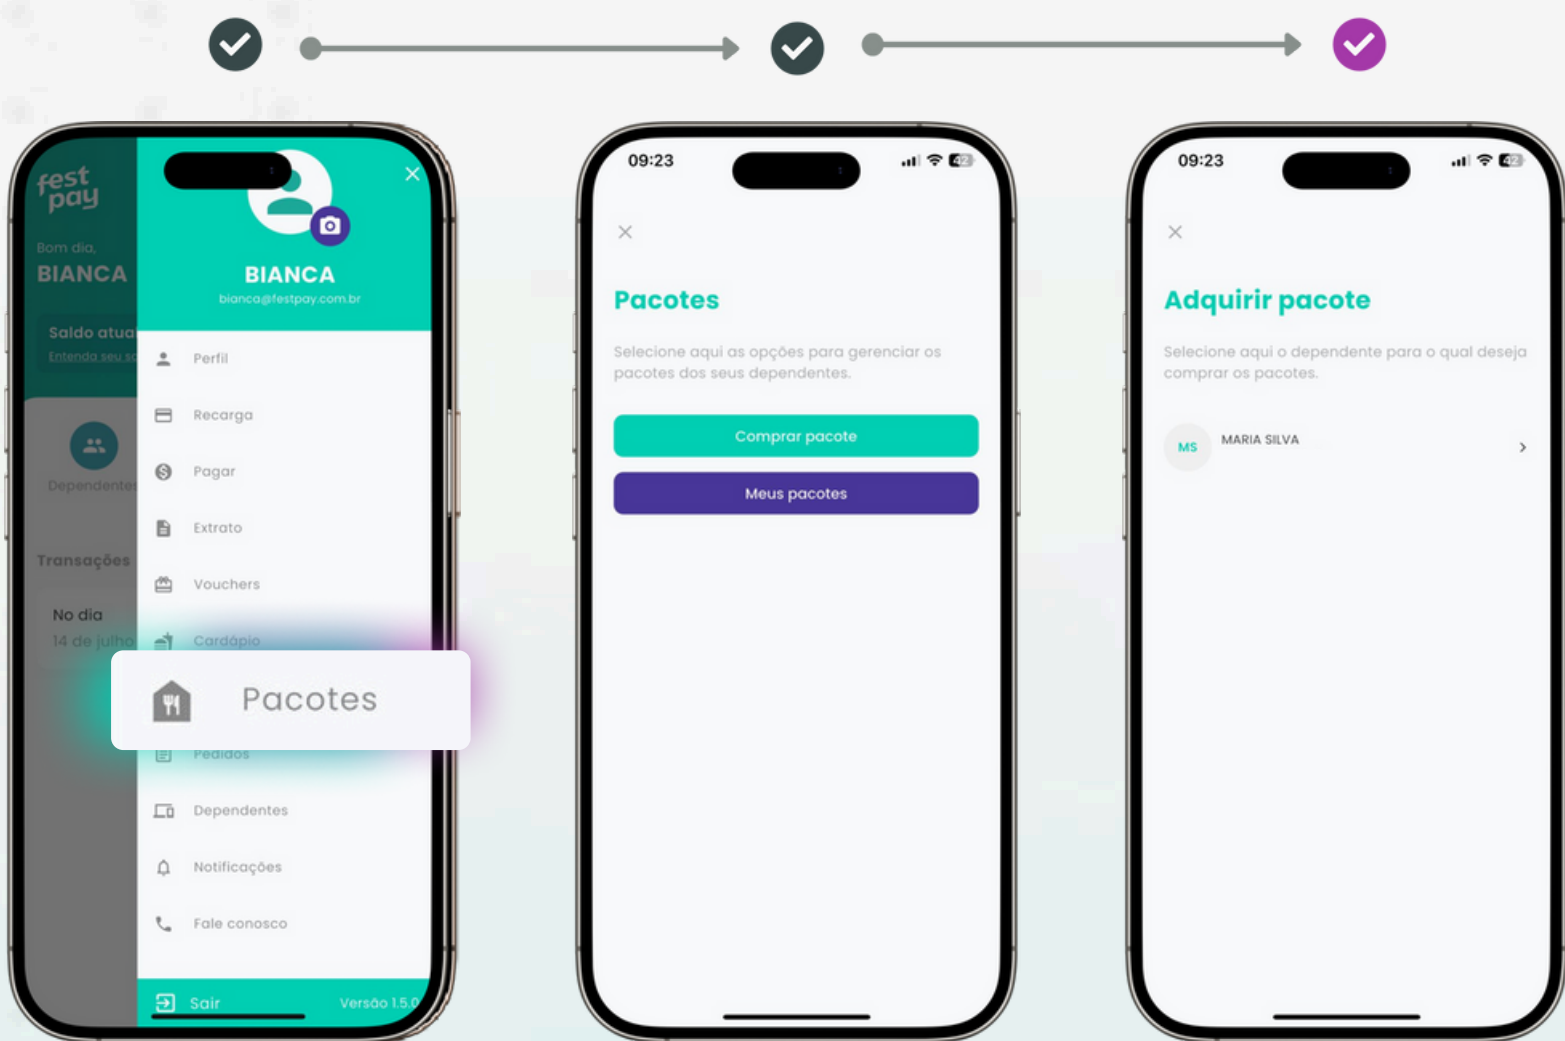 fest
pay
Bom dia,
BIANCA
Saldo atual
Entenda seu
Dependentes
Transações
No dia
14 de julho
BIANCA
bianca@festpay.com.br
Perfil
Recarga
Pagar
Extrato
Vouchers
Cardápio
Pacotes
Pedidos
Dependentes
Notificações
Fale conosco
Sair
Versão 1.5.0
09:23
42
Pacotes
Selecione aqui as opções para gerenciar os
pacotes dos seus dependentes.
Comprar pacote
Meus pacotes
09:23
42
Adquirir pacote
Selecione aqui o dependente para o qual deseja
comprar os pacotes.
MS
MARIA SILVA